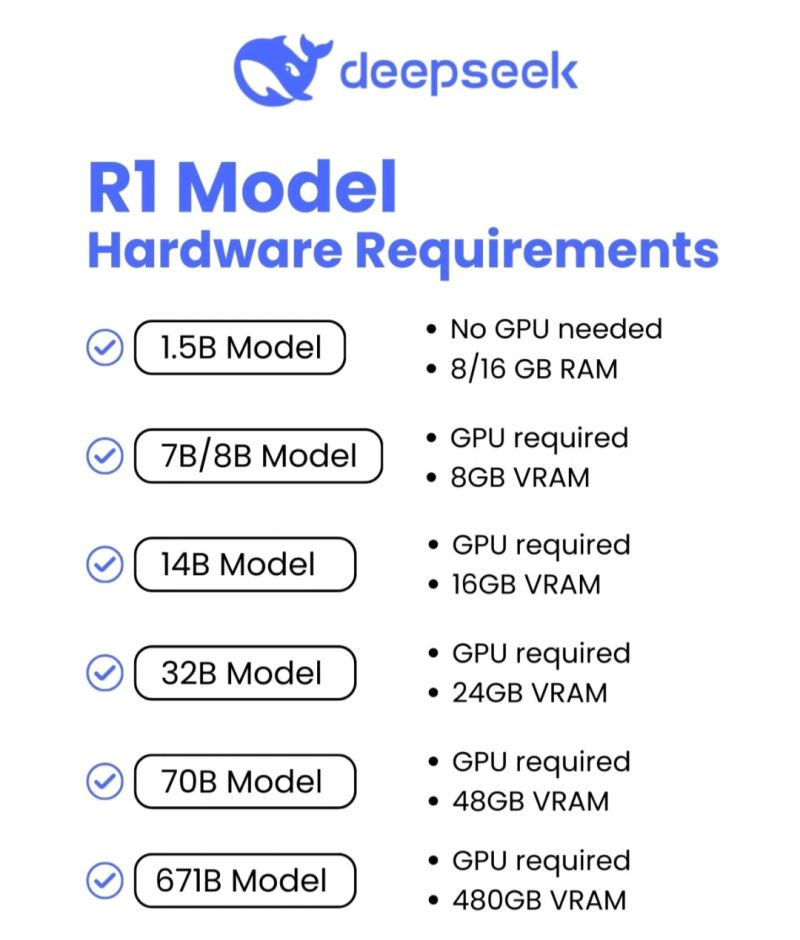 deepseek
R1 Model
Hardware Requirements
1.5B Model
• No GPU needed
• 8/16 GB RAM
7B/8B Model
• GPU required
• 8GB VRAM
14B Model
• GPU required
• 16GB VRAM
32B Model
• GPU required
• 24GB VRAM
70B Model
• GPU required
• 48GB VRAM
671B Model
• GPU required
• 480GB VRAM